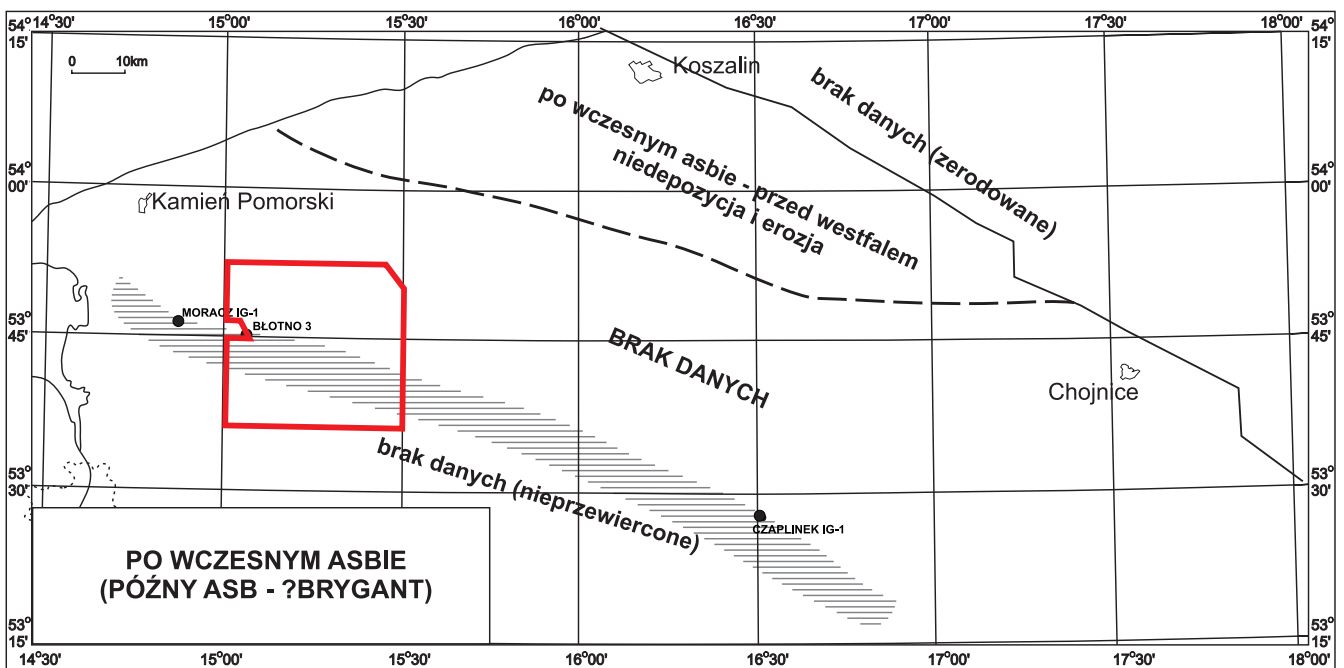 14°30' 15°00' 15°30' 16°00' 16°30' 17°00' 17°30' 18°00'
54° 15' 54° 15'
0 10km
Koszalin
brak danych (zerodowane)
po wczesnym asbie - przed westfalem
niedepozycja i erozja
54° 00' 54° 00'
Kamień Pomorski
MORACZ IG-1
BŁOTNO 3
53° 45' 53° 45'
BRAK DANYCH
Chojnice
brak danych (nieprzewiercone)
53° 30' 53° 30'
CZAPLINEK IG-1
PO WCZESNYM ASBIE
(PÓŹNY ASB - ?BRYGANT)
53° 15' 53° 15'
14°30' 15°00' 15°30' 16°00' 16°30' 17°00' 17°30' 18°00'